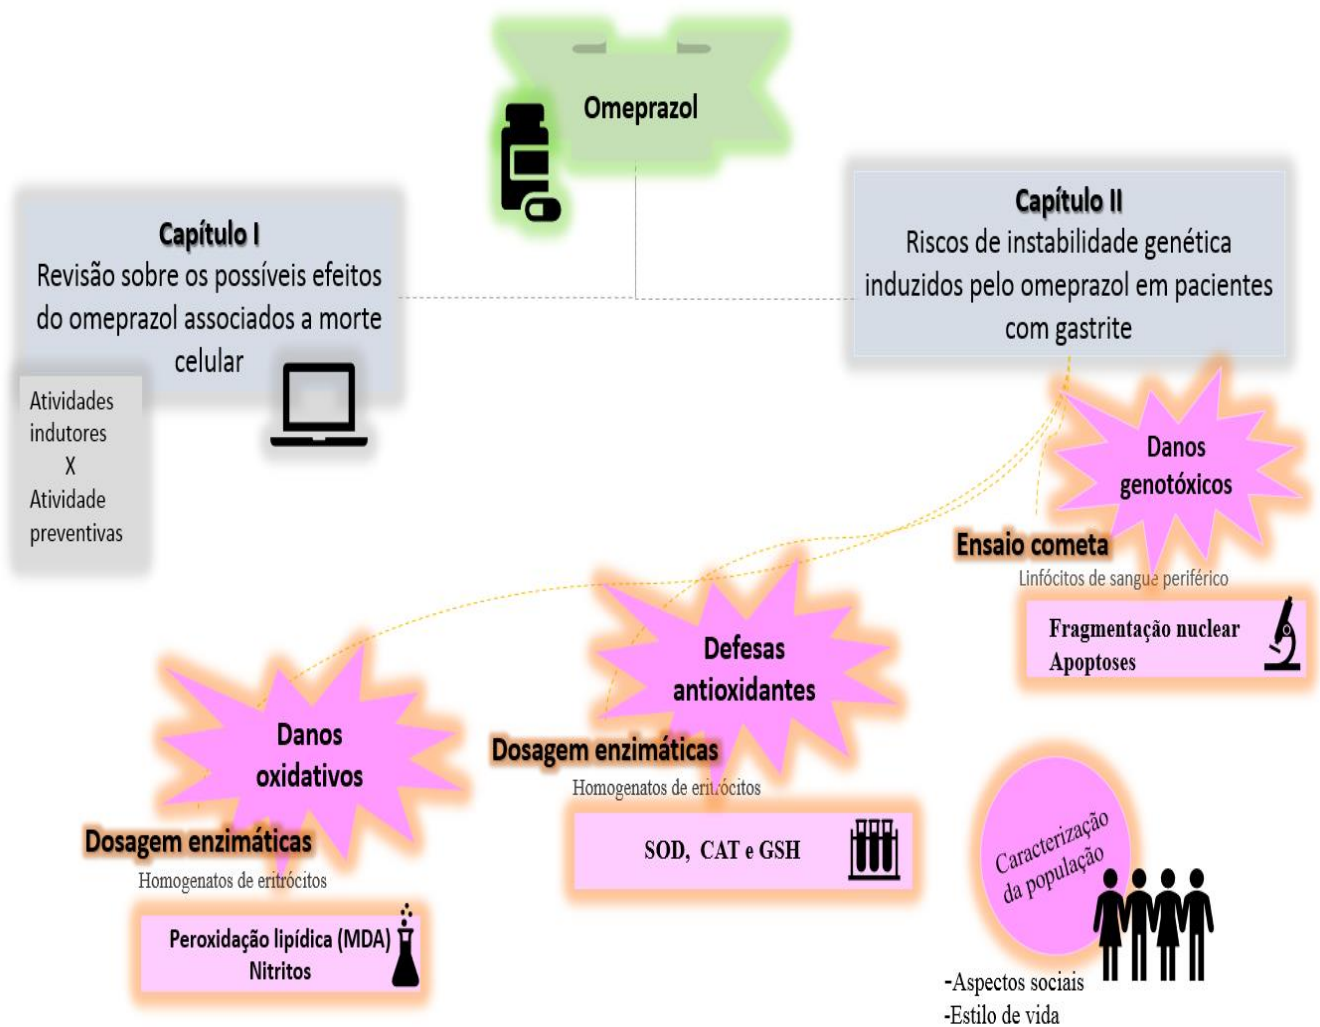 Omeprazol
Capítulo I
Revisão sobre os possíveis efeitos
do omeprazol associados a morte
celular
Atividades
indutores
X
Atividade
preventivas
Capítulo II
Riscos de instabilidade genética
induzidos pelo omeprazol em pacientes
com gastrite
Danos
genotóxicos
Ensaio cometa
Linfócitos de sangue periférico
Fragmentação nuclear
Apoptoses
Defesas
antioxidantes
Dosagem enzimáticas
Homogenatos de eritrócitos
SOD, CAT e GSH
Danos
oxidativos
Dosagem enzimáticas
Homogenatos de eritrócitos
Peroxidação lipídica (MDA)
Nitritos
Caracterização
da população
-Aspectos sociais
-Estilo de vida